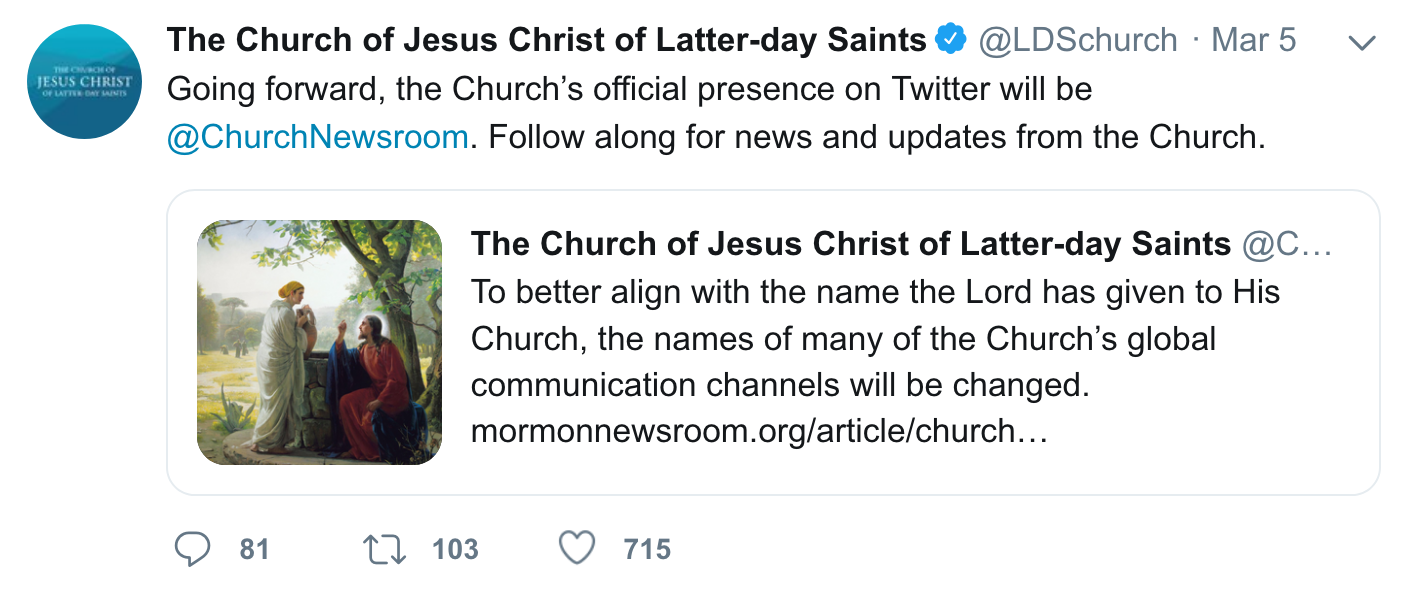 The Church of Jesus Christ of Latter-day Saints @LDSchurch · Mar 5
THE CHURCH OF
JESUS CHRIST
OF LATTER-DAY SAINTS
Going forward, the Church’s official presence on Twitter will be
@ChurchNewsroom. Follow along for news and updates from the Church.
The Church of Jesus Christ of Latter-day Saints @C…
To better align with the name the Lord has given to His
Church, the names of many of the Church’s global
communication channels will be changed.
mormonnewsroom.org/article/church…
81 103 715